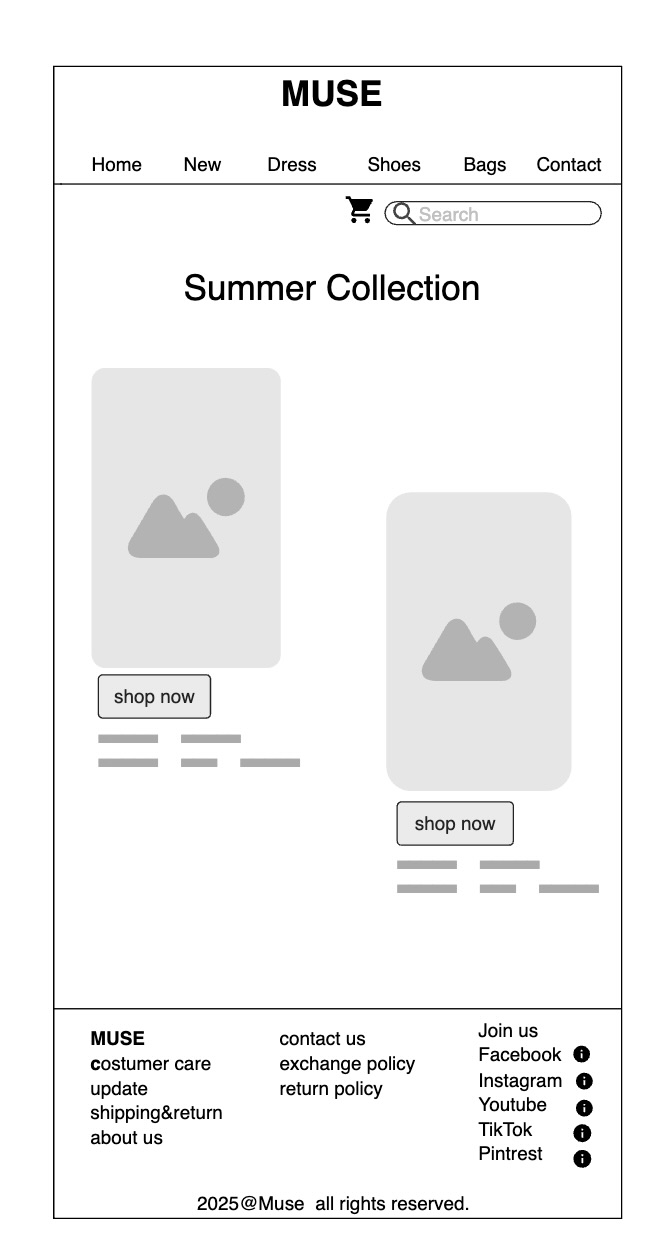 MUSE
Home New Dress Shoes Bags Contact
Search
Summer Collection
shop now
shop now
MUSE
costumer care
update
shipping&return
about us
contact us
exchange policy
return policy
Join us
Facebook
Instagram
Youtube
TikTok
Pintrest
2025@Muse all rights reserved.